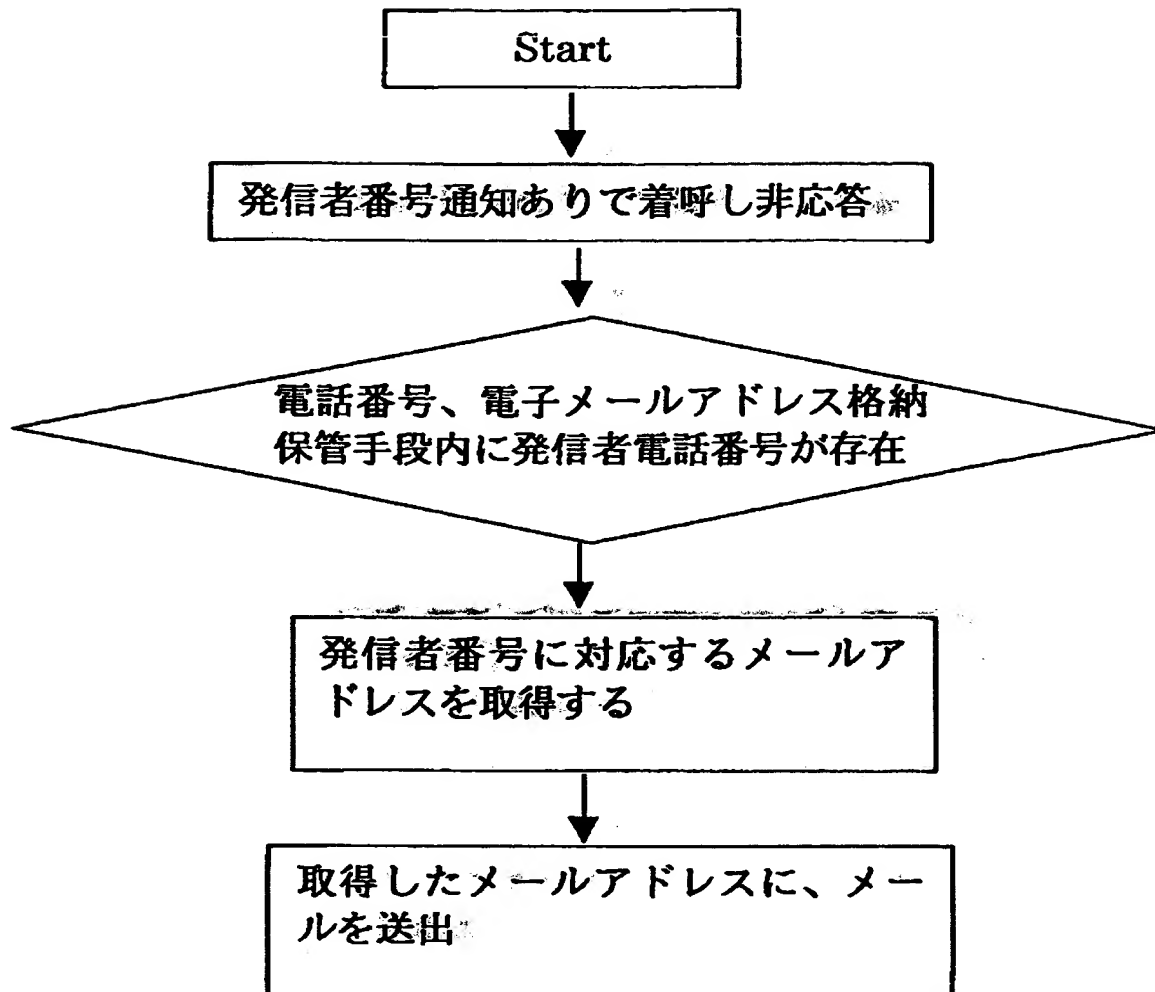 Start
発信者番号通知ありで着呼し非応答
電話番号、電子メールアドレス格納
保管手段内に発信者電話番号が存在
発信者番号に対応するメールア
ドレスを取得する
取得したメールアドレスに、メー
ルを送出